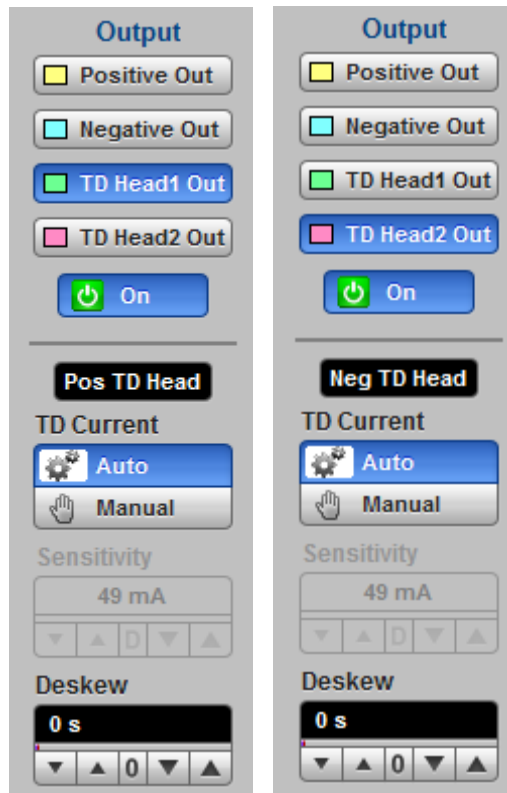 Output
Positive Out
Negative Out
TD Head1 Out
TD Head2 Out
On
Pos TD Head
TD Current
Auto
Manual
Sensitivity
49 mA
D
Deskew
0 s
0
Output
Positive Out
Negative Out
TD Head1 Out
TD Head2 Out
On
Neg TD Head
TD Current
Auto
Manual
Sensitivity
49 mA
D
Deskew
0 s
0